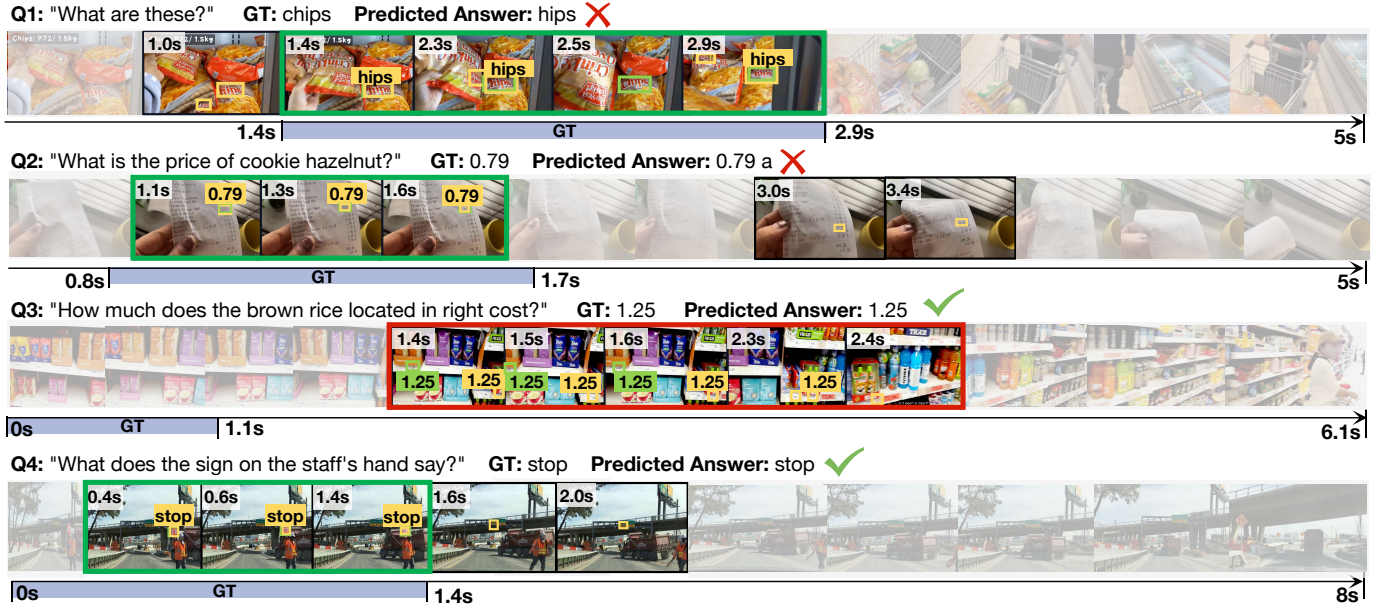 Q1: "What are these?" GT: chips Predicted Answer: hips
Chips: P72/ 1.5kg
1.0s 1.4s 2.3s 2.5s 2.9s
hips hips hips
1.4s GT 2.9s 5s
Q2: "What is the price of cookie hazelnut?" GT: 0.79 Predicted Answer: 0.79 a
1.1s 1.3s 1.6s 3.0s 3.4s
0.79 0.79 0.79
0.8s GT 1.7s 5s
Q3: "How much does the brown rice located in right cost?" GT: 1.25 Predicted Answer: 1.25
1.4s 1.5s 1.6s 2.3s 2.4s
1.25 1.25 1.25 1.25 1.25 1.25 1.25
0s GT 1.1s 6.1s
Q4: "What does the sign on the staff's hand say?" GT: stop Predicted Answer: stop
0.4s 0.6s 1.4s 1.6s 2.0s
stop stop stop
0s GT 1.4s 8s